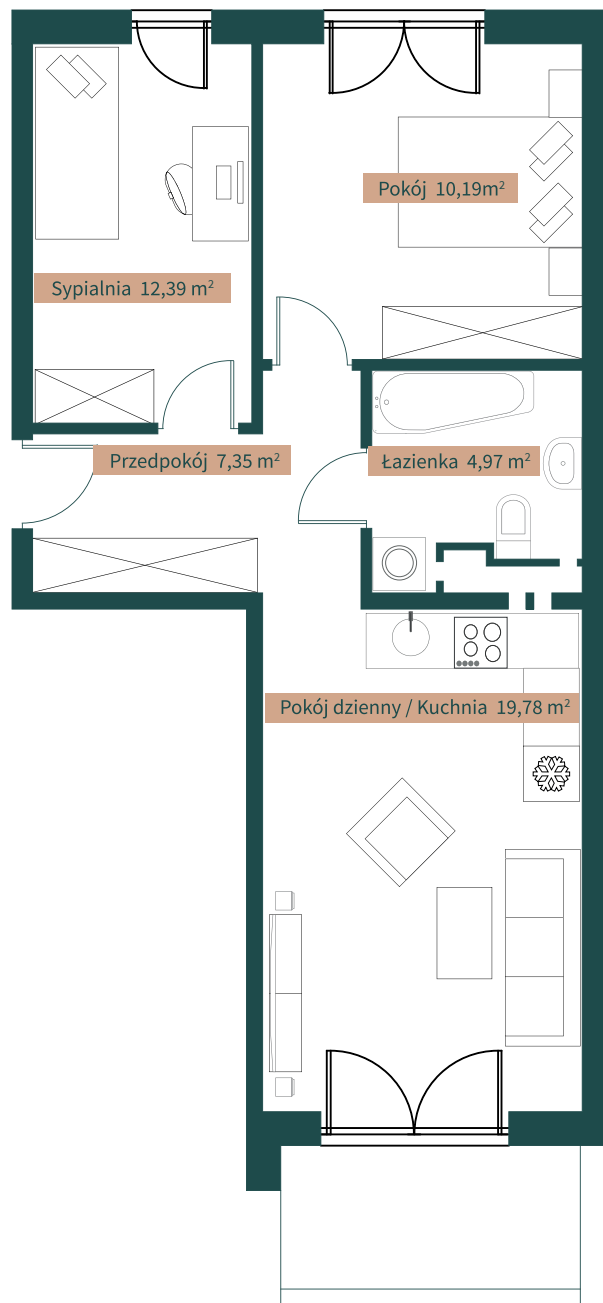 Pokój 10,19m²
Sypialnia 12,39 m²
Przedpokój 7,35 m²
Łazienka 4,97 m²
Pokój dzienny / Kuchnia 19,78 m²